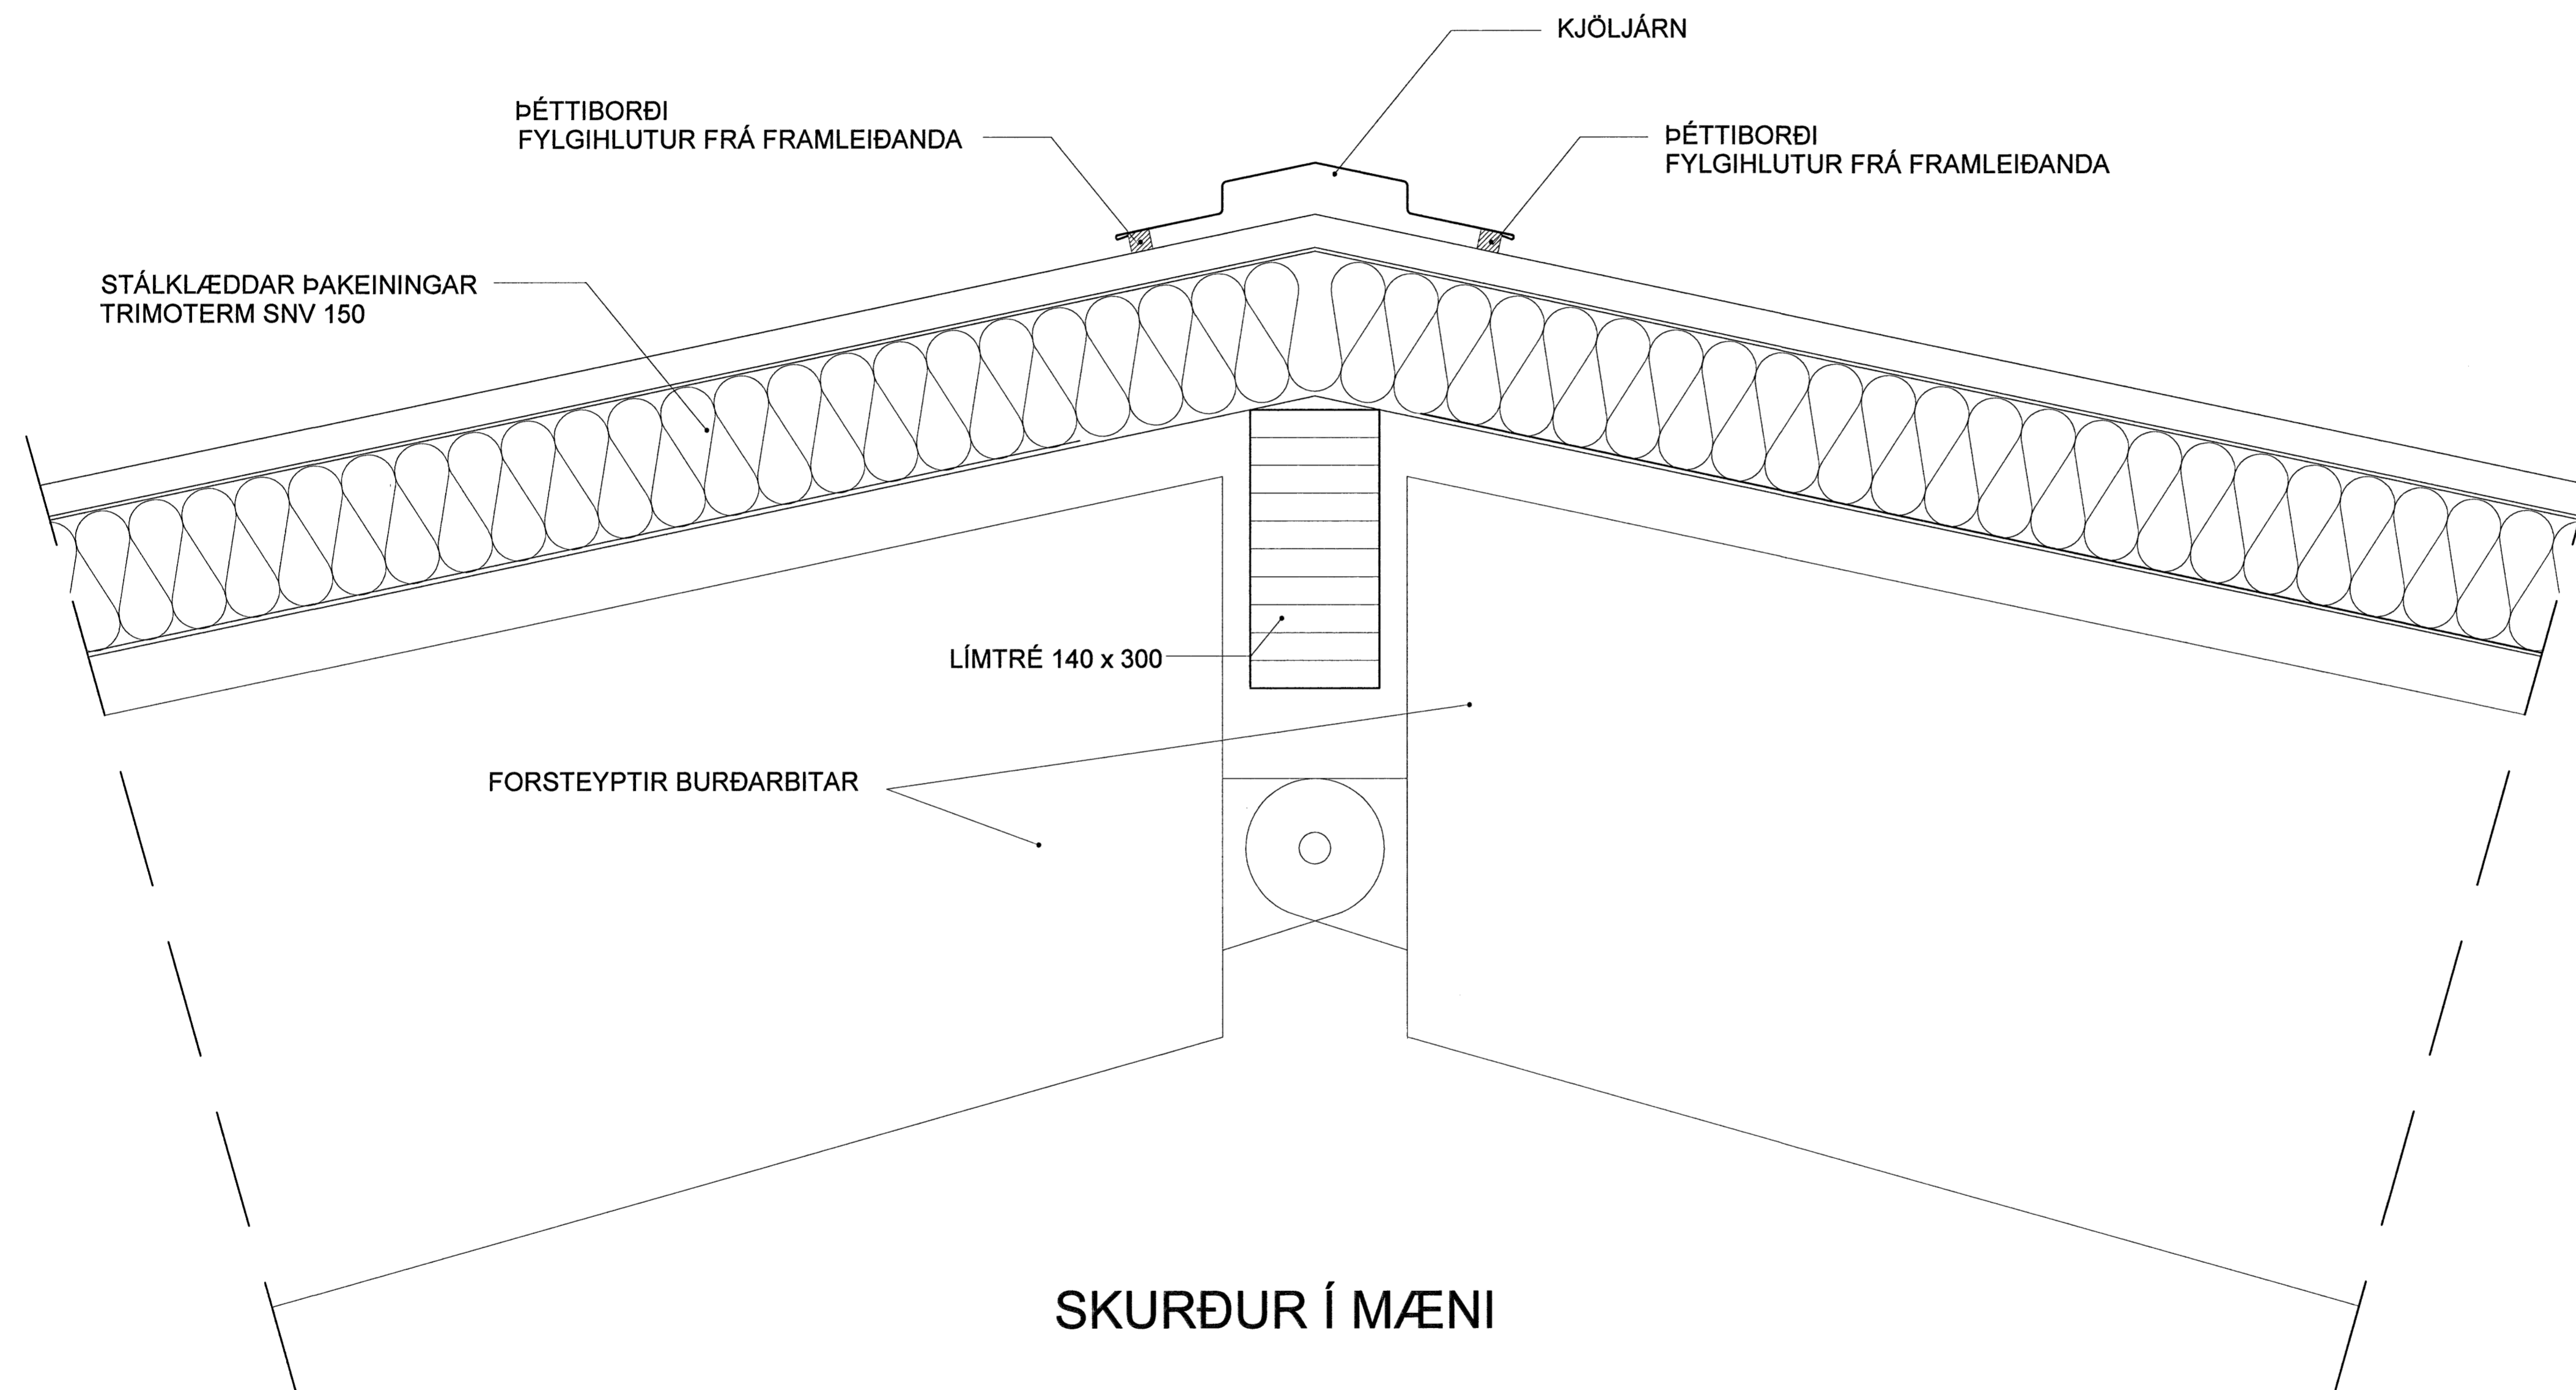 KJÖLJÁRN
ÞÉTTIBORÐI
FYLGIHLUTUR FRÁ FRAMLEIÐANDA
ÞÉTTIBORÐI
FYLGIHLUTUR FRÁ FRAMLEIÐANDA
STÁLKLÆDDAR ÞAKEININGAR
TRIMOTERM SNV 150
LÍMTRÉ 140 x 300
FORSTEYPTIR BURÐARBITAR
SKURÐUR Í MÆNI